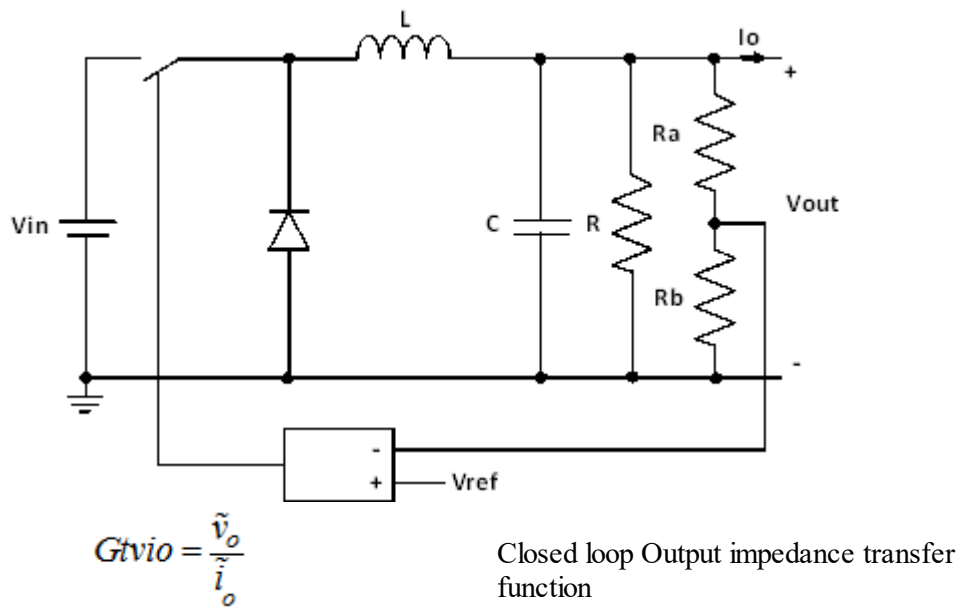 L
Io
+
Ra
Vin
C
R
Vout
Rb
-
-
+
Vref
Gtvio = ṽₒ / ĩₒ
Closed loop Output impedance transfer
function